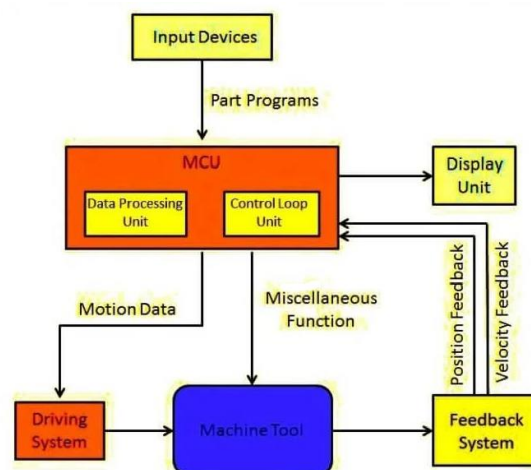 Input Devices
Part Programs
MCU
Data Processing
Unit
Control Loop
Unit
Display
Unit
Motion Data
Miscellaneous
Function
Position Feedback
Velocity Feedback
Driving
System
Machine Tool
Feedback
System